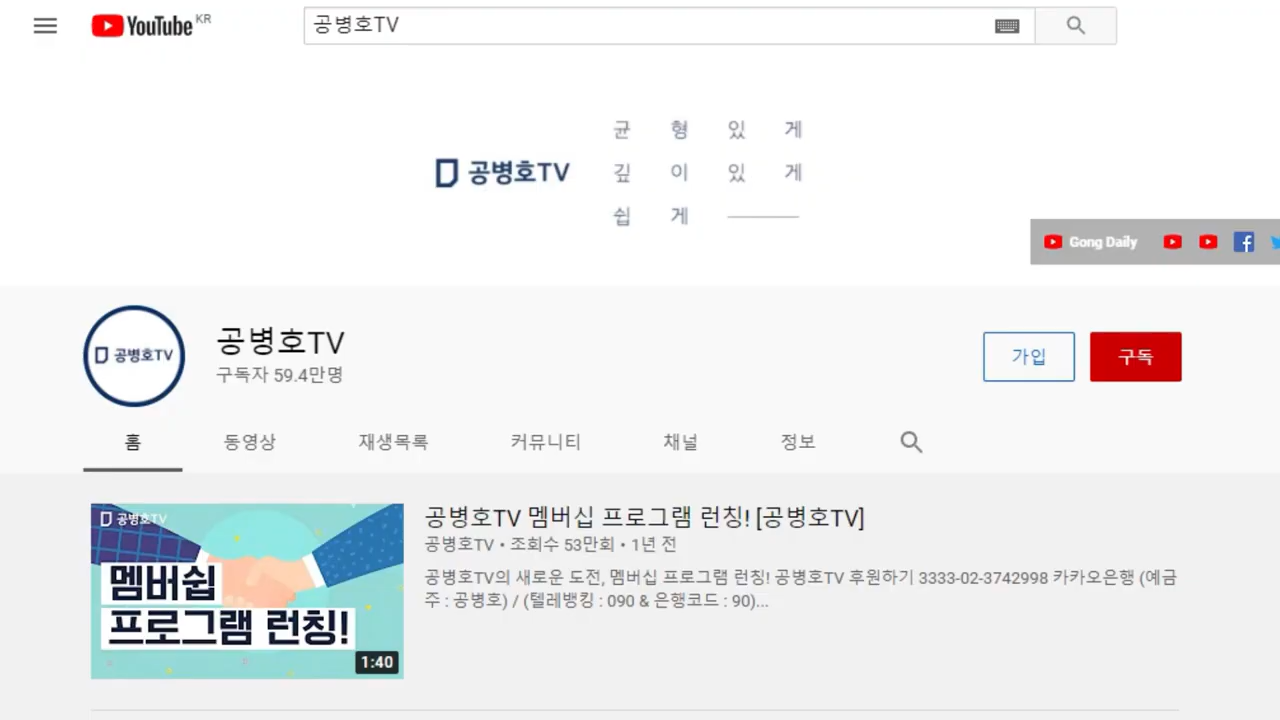 YouTube KR
공병호TV
균 형 있 게
공병호TV
깊 이 있 게
쉽 게
Gong Daily
공병호TV
공병호TV
구독자 59.4만명
가입
구독
홈 동영상 재생목록 커뮤니티 채널 정보
공병호TV
멤버쉽
프로그램 런칭!
1:40
공병호TV 멤버십 프로그램 런칭! [공병호TV]
공병호TV • 조회수 53만회 • 1년 전
공병호TV의 새로운 도전, 멤버십 프로그램 런칭! 공병호TV 후원하기 3333-02-3742998 카카오은행 (예금
주 : 공병호) / (텔레뱅킹 : 090 & 은행코드 : 90)...